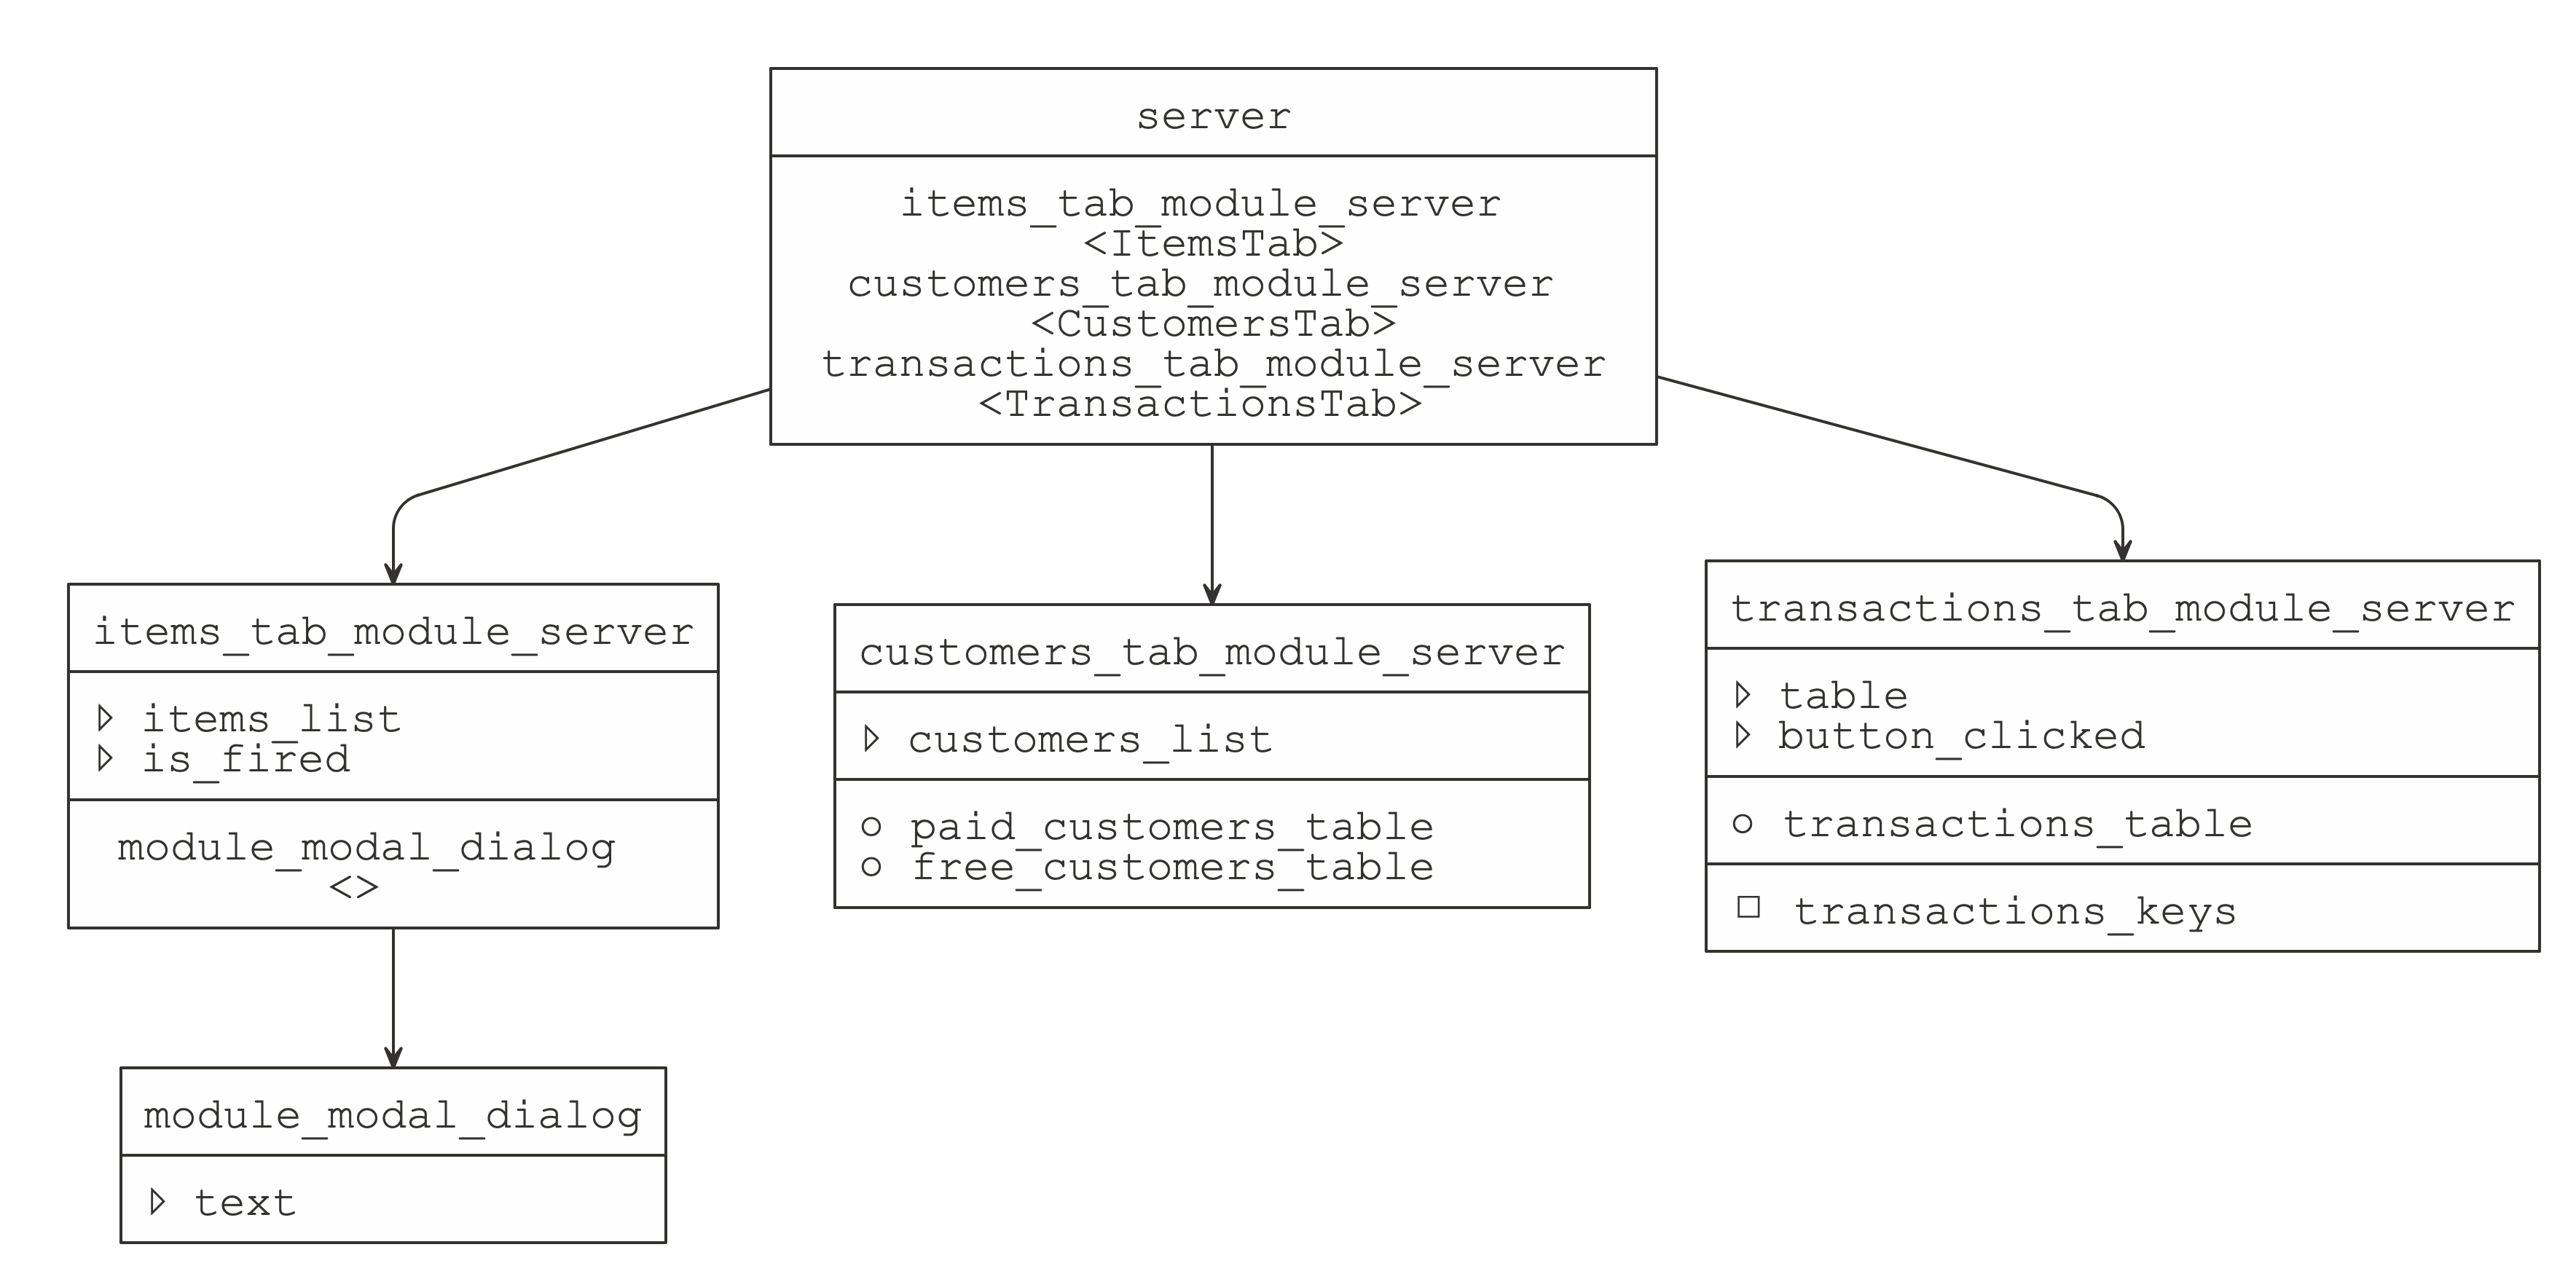 server
items_tab_module_server
<ItemsTab>
customers_tab_module_server
<CustomersTab>
transactions_tab_module_server
<TransactionsTab>
items_tab_module_server
items_list
is_fired
module_modal_dialog
<>
customers_tab_module_server
customers_list
paid_customers_table
free_customers_table
transactions_tab_module_server
table
button_clicked
transactions_table
transactions_keys
module_modal_dialog
text